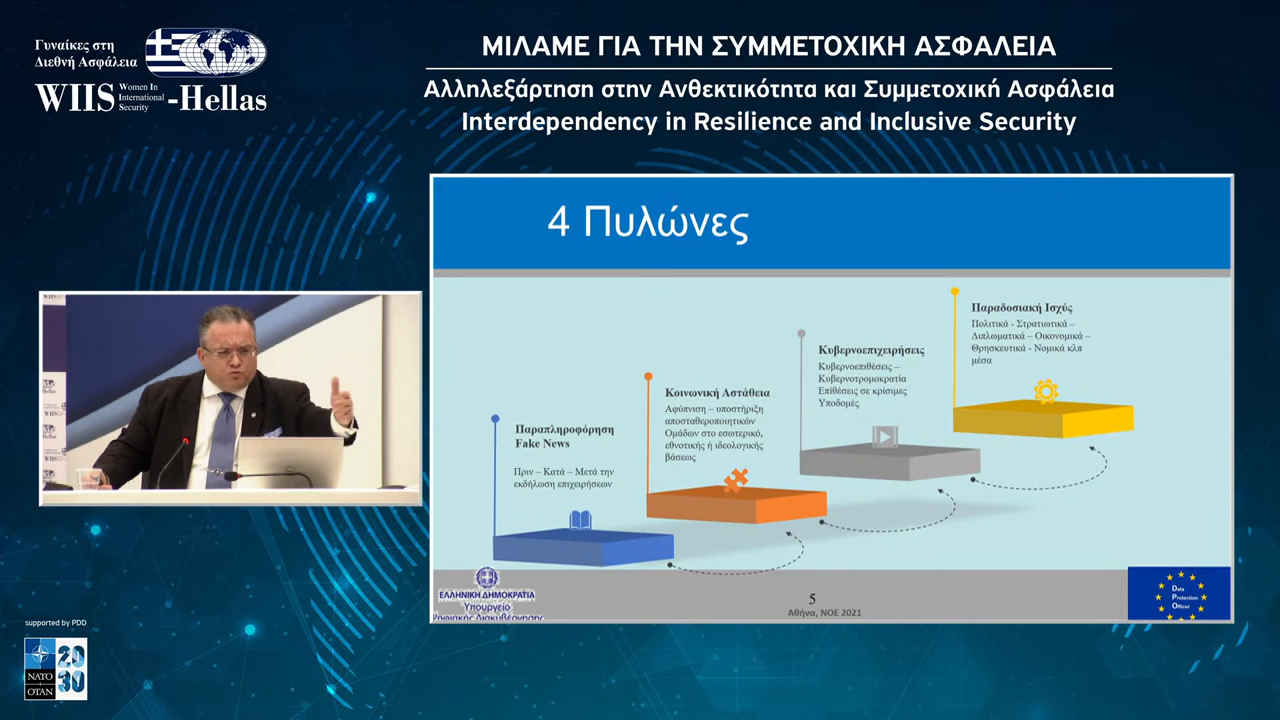 Γυναίκες στη
Διεθνή Ασφάλεια
WIIS Women In International Security -Hellas
ΜΙΛΑΜΕ ΓΙΑ ΤΗΝ ΣΥΜΜΕΤΟΧΙΚΗ ΑΣΦΑΛΕΙΑ
Αλληλεξάρτηση στην Ανθεκτικότητα και Συμμετοχική Ασφάλεια
Interdependency in Resilience and Inclusive Security
4 Πυλώνες
Παραδοσιακή Ισχύς
Πολιτικά - Στρατιωτικά –
Διπλωματικά – Οικονομικά –
Θρησκευτικά - Νομικά κλπ
μέσα
Κυβερνοεπιχειρήσεις
Κυβερνοεπιθέσεις –
Κυβερνοτρομοκρατία
Επίθέσεις σε κρίσιμες
Υποδομές
Κοινωνική Αστάθεια
Αφύπνιση – υποστήριξη
αποσταθεροποιητικών
Ομάδων στο εσωτερικό,
εθνοτικής ή ιδεολογικής
βάσεως
Παραπληροφόρηση
Fake News
Πριν – Κατά – Μετά την
εκδήλωση επιχειρήσεων
ΕΛΛΗΝΙΚΗ ΔΗΜΟΚΡΑΤΙΑ
Υπουργείο
Ψηφιακής Διακυβέρνησης
5
Αθήνα, ΝΟΕ 2021
Data
Protection
Officer
supported by PDD
NATO
OTAN
20
30